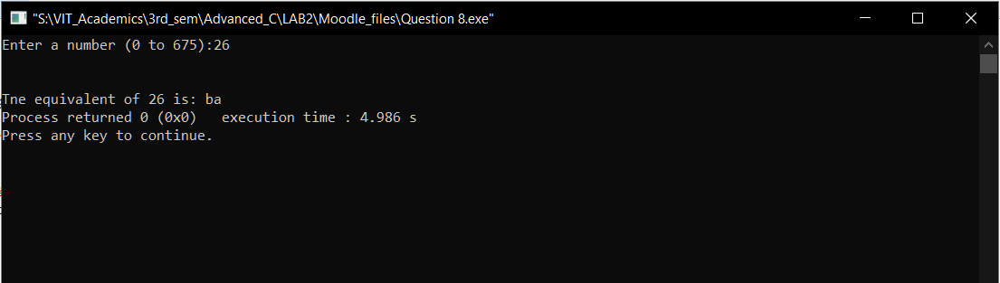 "S:\VIT_Academics\3rd_sem\Advanced_C\LAB2\Moodle_files\Question 8.exe"
Enter a number (0 to 675):26
Tne equivalent of 26 is: ba
Process returned 0 (0x0)   execution time : 4.986 s
Press any key to continue.